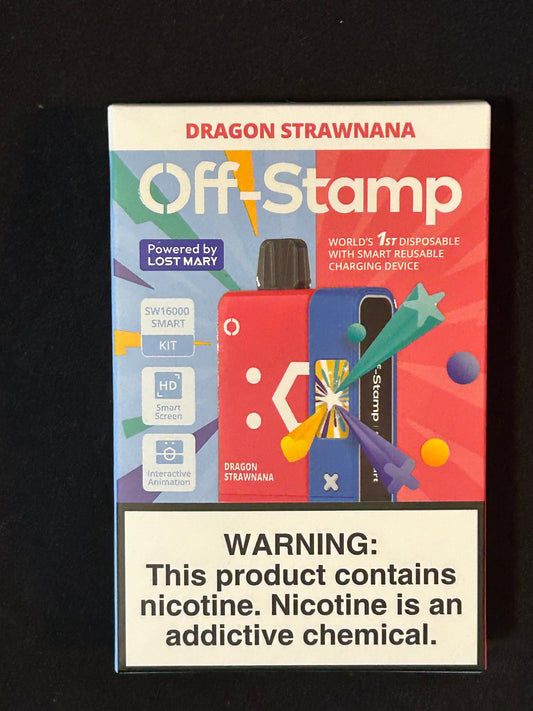 DRAGON STRAWNANA
Off-Stamp
Powered by
LOST MARY
WORLD'S 1ST DISPOSABLE
WITH SMART REUSABLE
CHARGING DEVICE
SW16000
SMART
KIT
HD
Smart
Screen
Interactive
Animation
DRAGON
STRAWNANA
ff-Stamp
WARNING:
This product contains
nicotine. Nicotine is an
addictive chemical.